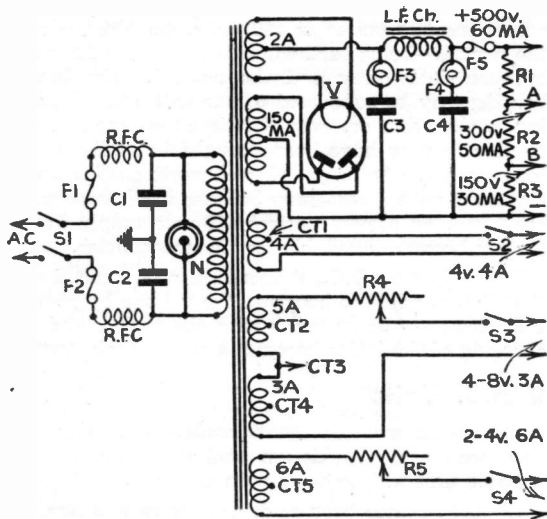 L.F. Ch.
+500v.
60MA
2A
F3
F5
V
F4
R1
A
C3
C4
300v
50MA
R2
B
150
MA
150v
30MA
R3
R.F.C.
F1
C1
A.C
S1
N
CT1
4A
S2
4v. 4A
F2
C2
R.F.C
5A
CT2
R4
S3
CT3
3A
CT4
4-8v. 3A
2-4v. 6A
6A
CT5
R5
S4